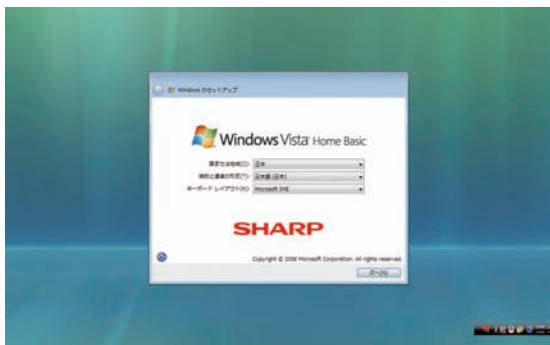 Windows のセットアップ
Windows Vista Home Basic
国または地域(C): 日本
時刻と通貨の形式(T): 日本語 (日本)
キーボード レイアウト(K): Microsoft IME
SHARP
Copyright © 2006 Microsoft Corporation. All rights reserved.
次へ(N)